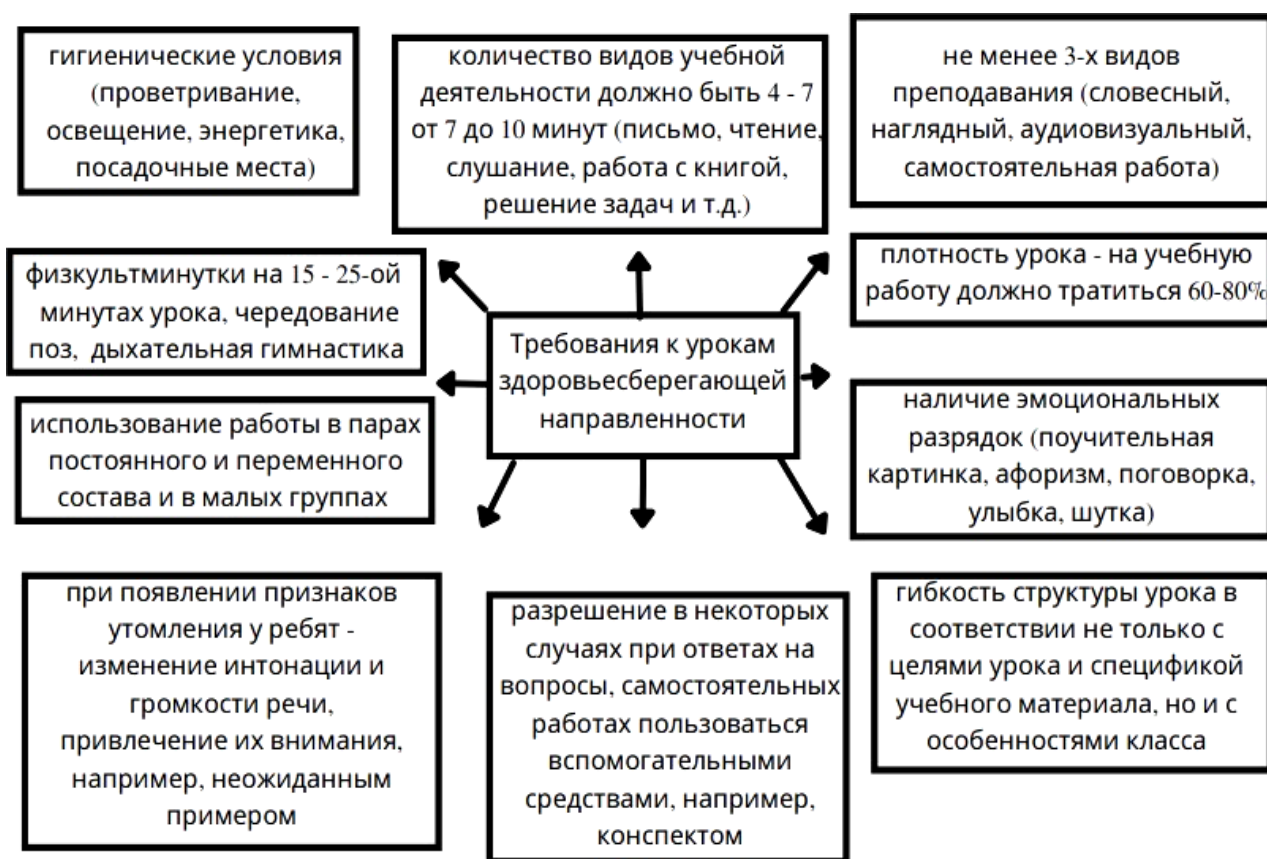 гигиенические условия
(проветривание,
освещение, энергетика,
посадочные места)
количество видов учебной
деятельности должно быть 4 - 7
от 7 до 10 минут (письмо, чтение,
слушание, работа с книгой,
решение задач и т.д.)
не менее 3-х видов
преподавания (словесный,
наглядный, аудиовизуальный,
самостоятельная работа)
физкультминутки на 15 - 25-ой
минутах урока, чередование
поз, дыхательная гимнастика
плотность урока - на учебную
работу должно тратиться 60-80%
Требования к урокам
здоровьесберегающей
направленности
использование работы в парах
постоянного и переменного
состава и в малых группах
наличие эмоциональных
разрядок (поучительная
картинка, афоризм, поговорка,
улыбка, шутка)
при появлении признаков
утомления у ребят -
изменение интонации и
громкости речи,
привлечение их внимания,
например, неожиданным
примером
разрешение в некоторых
случаях при ответах на
вопросы, самостоятельных
работах пользоваться
вспомогательными
средствами, например,
конспектом
гибкость структуры урока в
соответствии не только с
целями урока и спецификой
учебного материала, но и с
особенностями класса